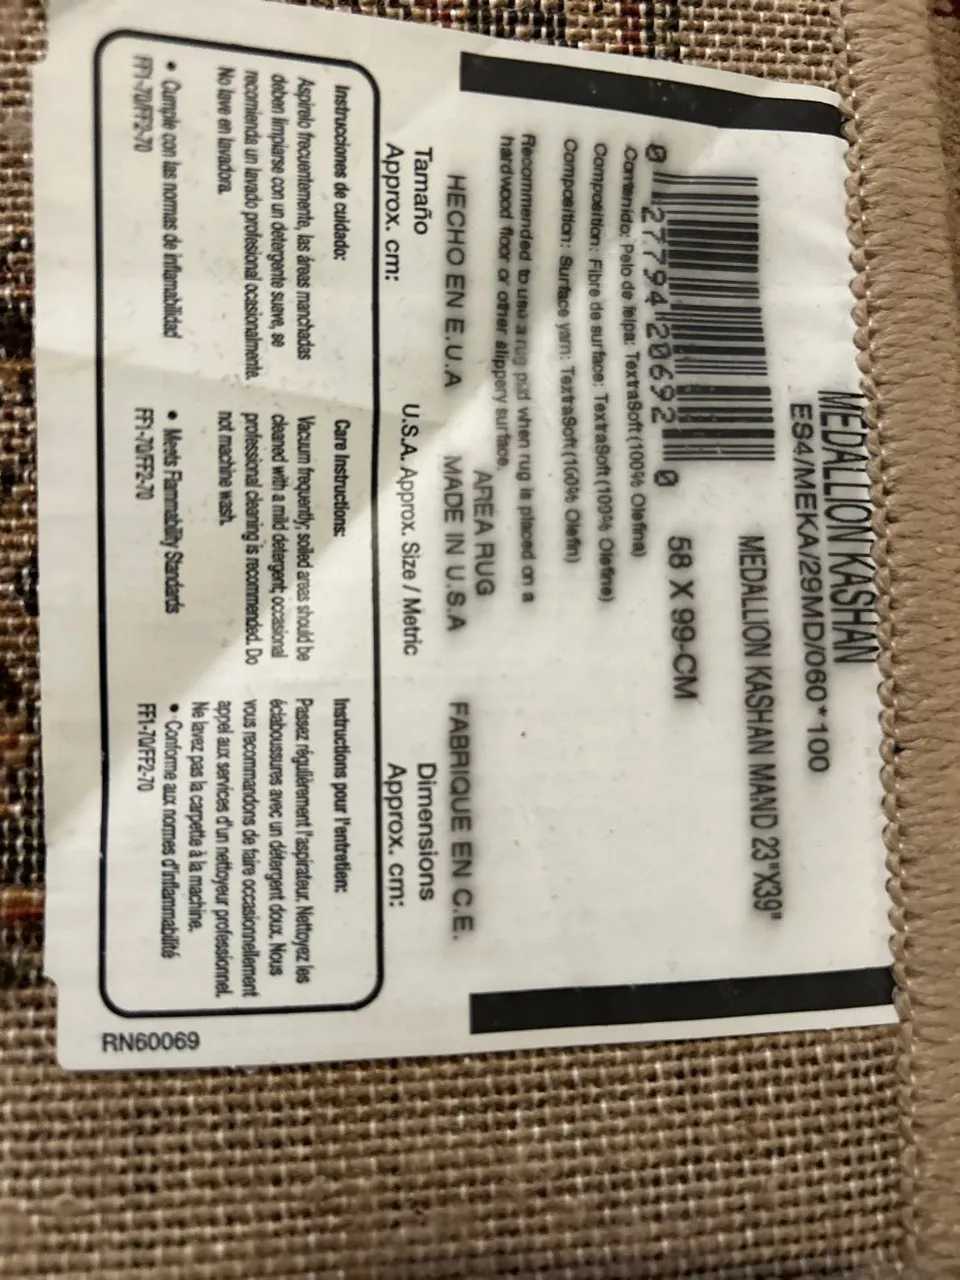 MEDALLION KASHAN
ES4/MEKA/29MD/060*100
MEDALLION KASHAN MAND 23"X39"
0 27794 20692 0
58 X 99-CM
Contenido: Pelo de felpa: TextraSoft (100% Olefina)
Composition: Fibre de surface: TextraSoft (100% Olefine)
Composition: Surface yarn: TextraSoft (100% Olefin)
Recommended to use a rug pad when rug is placed on a
hardwood floor or other slippery surface.
AREA RUG
HECHO EN E.U.A
MADE IN U.S.A
FABRIQUE EN C.E.
Tamaño
Approx. cm:
U.S.A. Approx. Size / Metric
Dimensions
Approx. cm:
Instrucciones de cuidado:
Aspirelo frecuentemente, las áreas manchadas
deben limpiarse con un detergente suave, se
recomienda un lavado profesional ocasionalmente.
No lave en lavadora.
• Cumple con las normas de inflamabilidad
FF1-70/FF2-70
Care Instructions:
Vacuum frequently; soiled areas should be
cleaned with a mild detergent; occasional
professional cleaning is recommended. Do
not machine wash.
• Meets Flammability Standards
FF1-70/FF2-70
Instructions pour l'entretien:
Passez régulièrement l'aspirateur. Nettoyez les
éclaboussures avec un détergent doux. Nous
vous recommandons de faire occasionnellement
appel aux services d'un nettoyeur professionnel.
Ne lavez pas la carpette à la machine.
• Conforme aux normes d'inflammabilité
FF1-70/FF2-70
RN60069